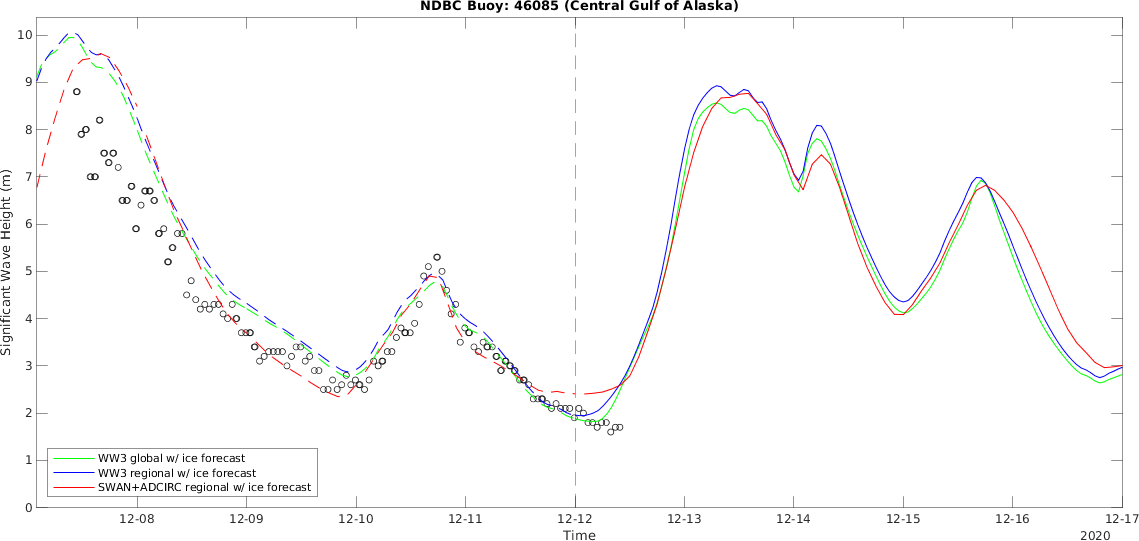 NDBC Buoy: 46085 (Central Gulf of Alaska)
Significant Wave Height (m)
10
9
8
7
6
5
4
3
2
1
0
WW3 global w/ ice forecast
WW3 regional w/ ice forecast
SWAN+ADCIRC regional w/ ice forecast
12-08 12-09 12-10 12-11 12-12 12-13 12-14 12-15 12-16 12-17
Time
2020